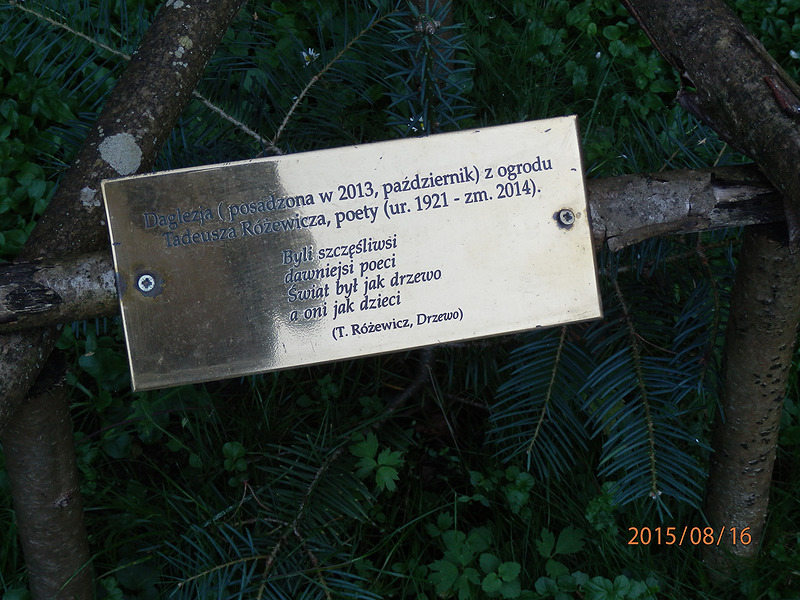 Daglezja ( posadzona w 2013, październik) z ogrodu
Tadeusza Różewicza, poety (ur. 1921 - zm. 2014).
Byli szczęśliwsi
dawniejsi poeci
Świat był jak drzewo
a oni jak dzieci
(T. Różewicz, Drzewo)
2015/08/16